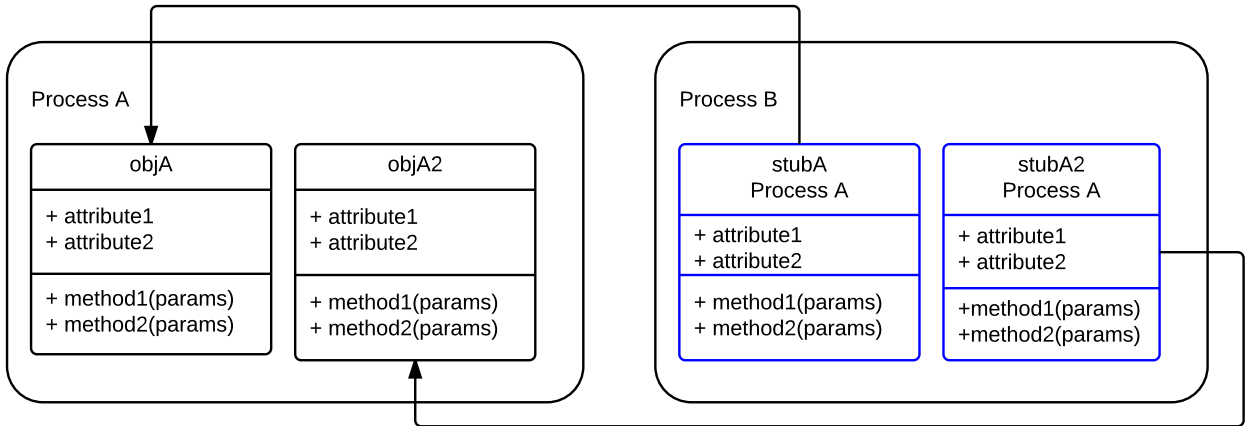 Process A
objA
+ attribute1
+ attribute2
+ method1(params)
+ method2(params)
objA2
+ attribute1
+ attribute2
+ method1(params)
+ method2(params)
Process B
stubA
Process A
+ attribute1
+ attribute2
+ method1(params)
+ method2(params)
stubA2
Process A
+ attribute1
+ attribute2
+method1(params)
+method2(params)